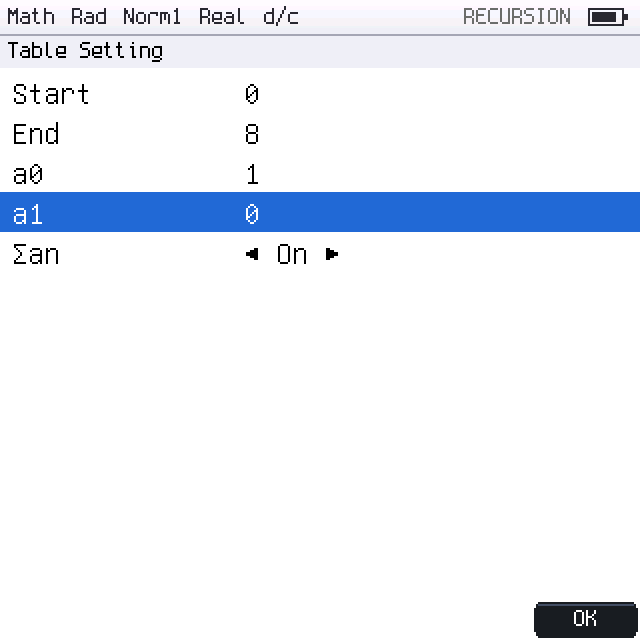 Math Rad Norm1 Real d/c RECURSION
Table Setting
Start 0
End 8
a0 1
a1 0
Σan ◄ On ►
OK